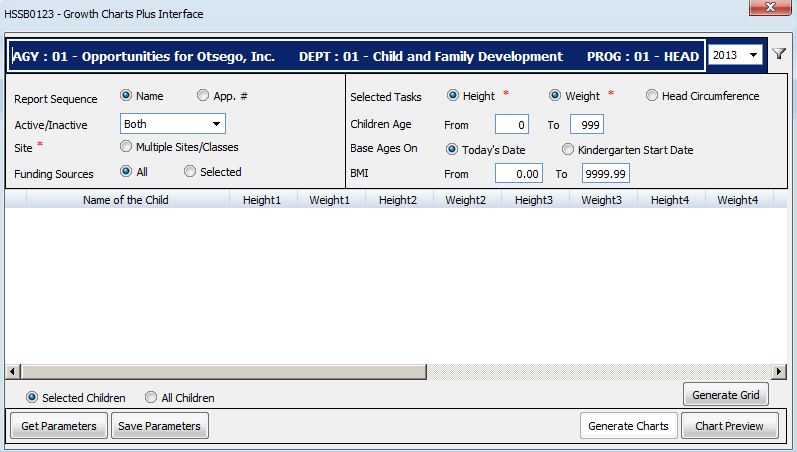 HSSB0123 - Growth Charts Plus Interface
AGY : 01 - Opportunities for Otsego, Inc. DEPT : 01 - Child and Family Development PROG : 01 - HEAD 2013
Report Sequence Name App. # Selected Tasks Height * Weight * Head Circumference
Active/Inactive Both Children Age From 0 To 999
Site * Multiple Sites/Classes Base Ages On Today's Date Kindergarten Start Date
Funding Sources All Selected BMI From 0.00 To 9999.99
Name of the Child Height1 Weight1 Height2 Weight2 Height3 Weight3 Height4 Weight4
Selected Children All Children Generate Grid
Get Parameters Save Parameters Generate Charts Chart Preview